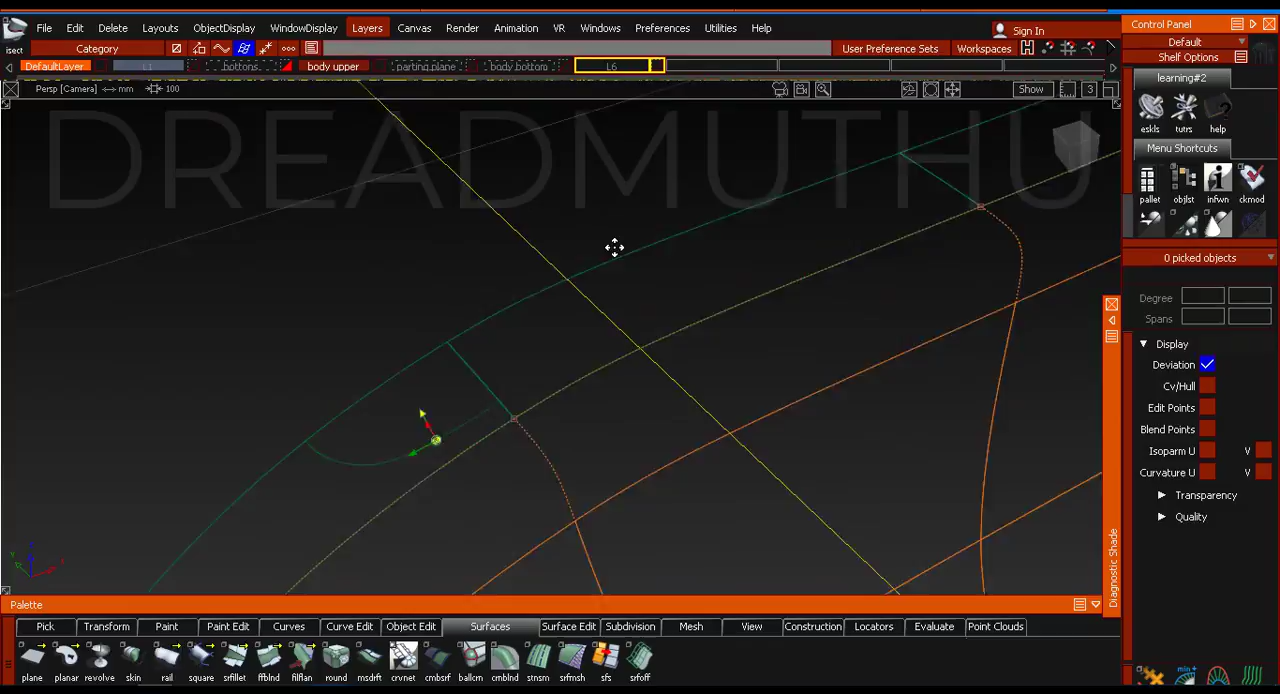 File Edit Delete Layouts ObjectDisplay WindowDisplay Layers Canvas Render Animation VR Windows Preferences Utilities Help
Sign In
Control Panel
Default
isect Category User Preference Sets Workspaces
Shelf Options
DefaultLayer L1 bottoms body upper parting plane body bottom L6
learning#2
Persp [Camera] mm 100 Show 3
eskls tutrs help
DREADMUTHU
Menu Shortcuts
pallet objlst infwn ckmod
0 picked objects
Degree
Spans
Display
Deviation
Cv/Hull
Edit Points
Blend Points
Isoparm U V
Curvature U V
Transparency
Quality
Diagnostic Shade
Palette
Pick Transform Paint Paint Edit Curves Curve Edit Object Edit Surfaces Surface Edit Subdivision Mesh View Construction Locators Evaluate Point Clouds
plane planar revolve skin rail square srfillet ffblnd filflan round msdrft crvnet cmbsrf ballcrn crnblnd stnsrn srfmsh sfs srfoff